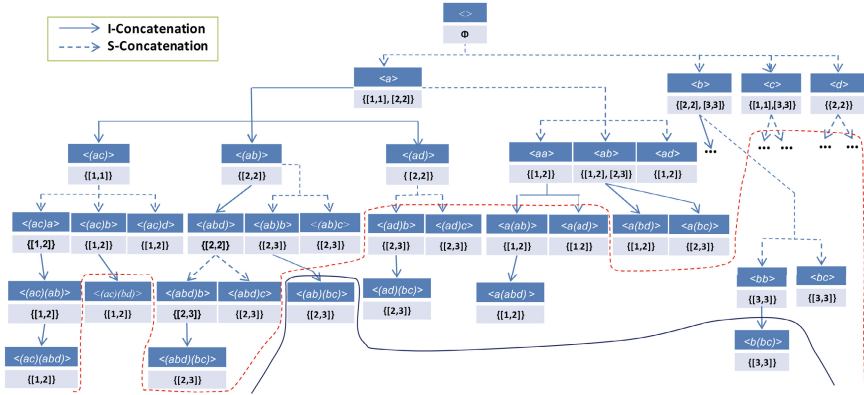 I-Concatenation
S-Concatenation
<>
Φ
<a>
{[1,1], [2,2]}
<b>
{[2,2], [3,3]}
<c>
{[1,1],[3,3]}
<d>
{[2,2]}
<(ac)>
{[1,1]}
<(ab)>
{[2,2]}
<(ad)>
{ [2,2]}
<aa>
{[1,2]}
<ab>
{[1,2], [2,3]}
<ad>
{[1,2]}
...
... ...
... ...
<(ac)a>
{[1,2]}
<(ac)b>
{[1,2]}
<(ac)d>
{[1,2]}
<(abd)>
{[2,2]}
<(ab)b>
{[2,3]}
<(ab)c>
{[2,3]}
<(ad)b>
{[2,3]}
<(ad)c>
{[2,3]}
<a(ab)>
{[1,2]}
<a(ad)>
{[1 2]}
<a(bd)>
{[1,2]}
<a(bc)>
{[2,3]}
<(ac)(ab)>
{[1,2]}
<(ac)(bd)>
{[1,2]}
<(abd)b>
{[2,3]}
<(abd)c>
{[2,3]}
<(ab)(bc)>
{[2,3]}
<(ad)(bc)>
{[2,3]}
<a(abd) >
{[1,2]}
<bb>
{[3,3]}
<bc>
{[3,3]}
<(ac)(abd)>
{[1,2]}
<(abd)(bc)>
{[2,3]}
<b(bc)>
{[3,3]}